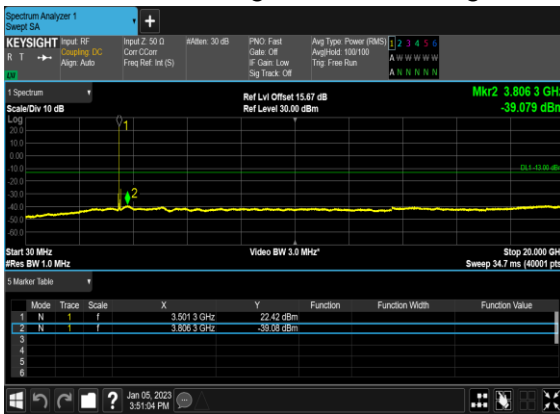 Spectrum Analyzer 1
Swept SA
+
KEYSIGHT Input: RF Input Z: 50 Ω #Atten: 30 dB PNO: Fast Avg Type: Power (RMS) 1 2 3 4 5 6
R T Coupling: DC Corr CCorr Gate: Off Avg|Hold: 100/100 A W W W W W
Align: Auto Freq Ref: Int (S) IF Gain: Low Trig: Free Run
Sig Track: Off A N N N N N
1 Spectrum Ref Lvl Offset 15.67 dB Mkr2 3.806 3 GHz
Scale/Div 10 dB Ref Level 30.00 dBm -39.079 dBm
Log
1
20.0
10.0
0.00
-10.0 DL1 -13.00 dBm
-20.0
-30.0
2
-40.0
-50.0
-60.0
Start 30 MHz Video BW 3.0 MHz* Stop 20.000 GH
#Res BW 1.0 MHz Sweep 34.7 ms (40001 pts
5 Marker Table
Mode Trace Scale X Y Function Function Width Function Value
1 N 1 f 3.501 3 GHz 22.42 dBm
2 N 1 f 3.806 3 GHz -39.08 dBm
3
4
5
6
? Jan 05, 2023
3:51:04 PM